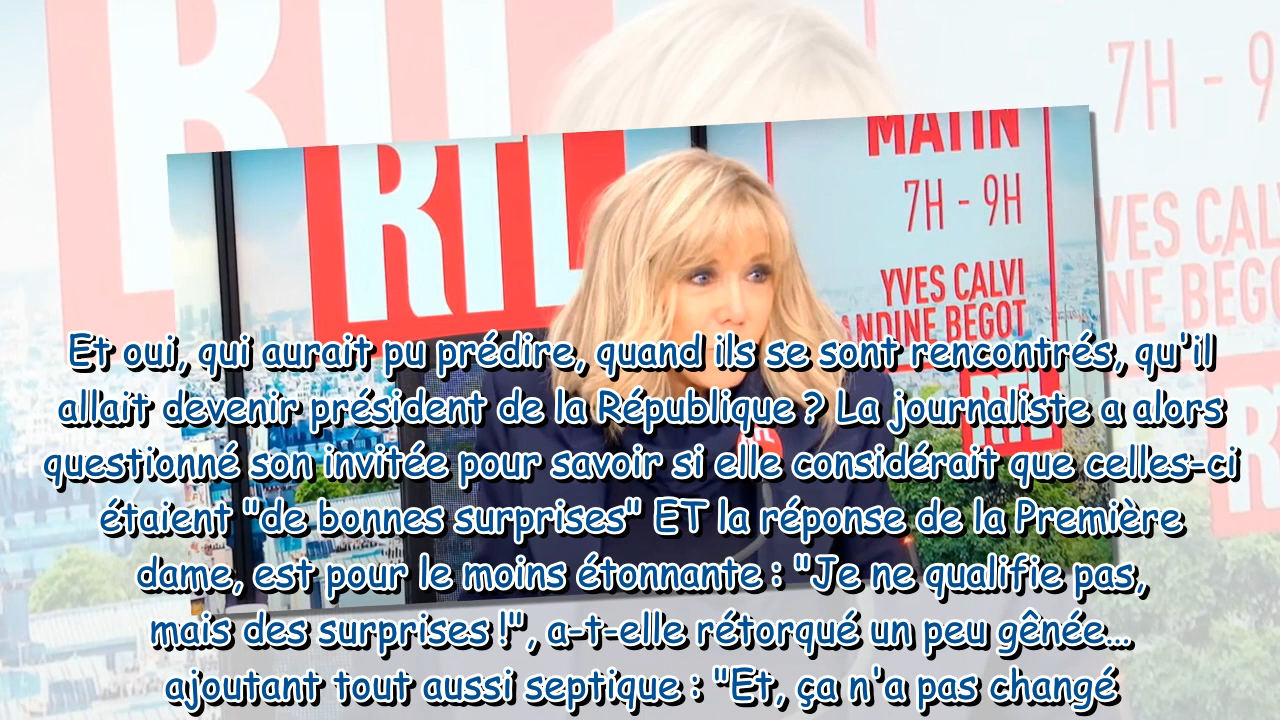 RTL
MATIN
7H - 9H
YVES CALVI
ANDINE BÉGOT
RTL
7H - 9
VES CAL
NE BÉGO
Et oui, qui aurait pu prédire, quand ils se sont rencontrés, qu'il
allait devenir président de la République ? La journaliste a alors
questionné son invitée pour savoir si elle considérait que celles-ci
étaient "de bonnes surprises" ET la réponse de la Première
dame, est pour le moins étonnante : "Je ne qualifie pas,
mais des surprises !", a-t-elle rétorqué un peu gênée...
ajoutant tout aussi septique : "Et, ça n'a pas changé